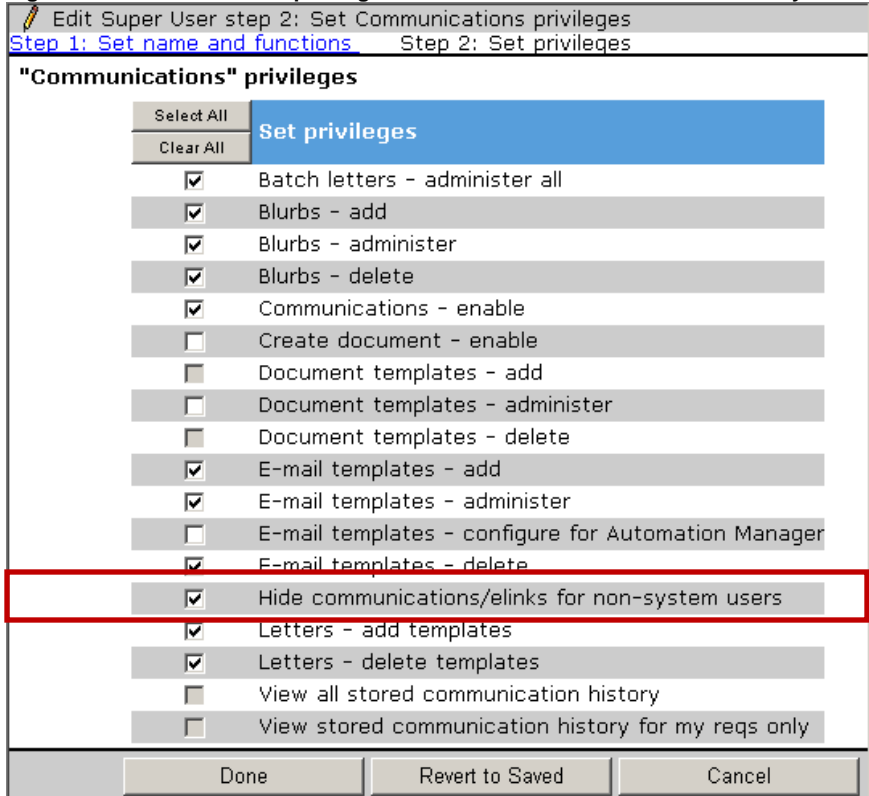 Edit Super User step 2: Set Communications privileges
Step 1: Set name and functions Step 2: Set privileges
"Communications" privileges
Select All
Set privileges
Clear All
Batch letters - administer all
Blurbs - add
Blurbs - administer
Blurbs - delete
Communications - enable
Create document - enable
Document templates - add
Document templates - administer
Document templates - delete
E-mail templates - add
E-mail templates - administer
E-mail templates - configure for Automation Manager
E-mail templates - delete
Hide communications/elinks for non-system users
Letters - add templates
Letters - delete templates
View all stored communication history
View stored communication history for my reqs only
Done Revert to Saved Cancel